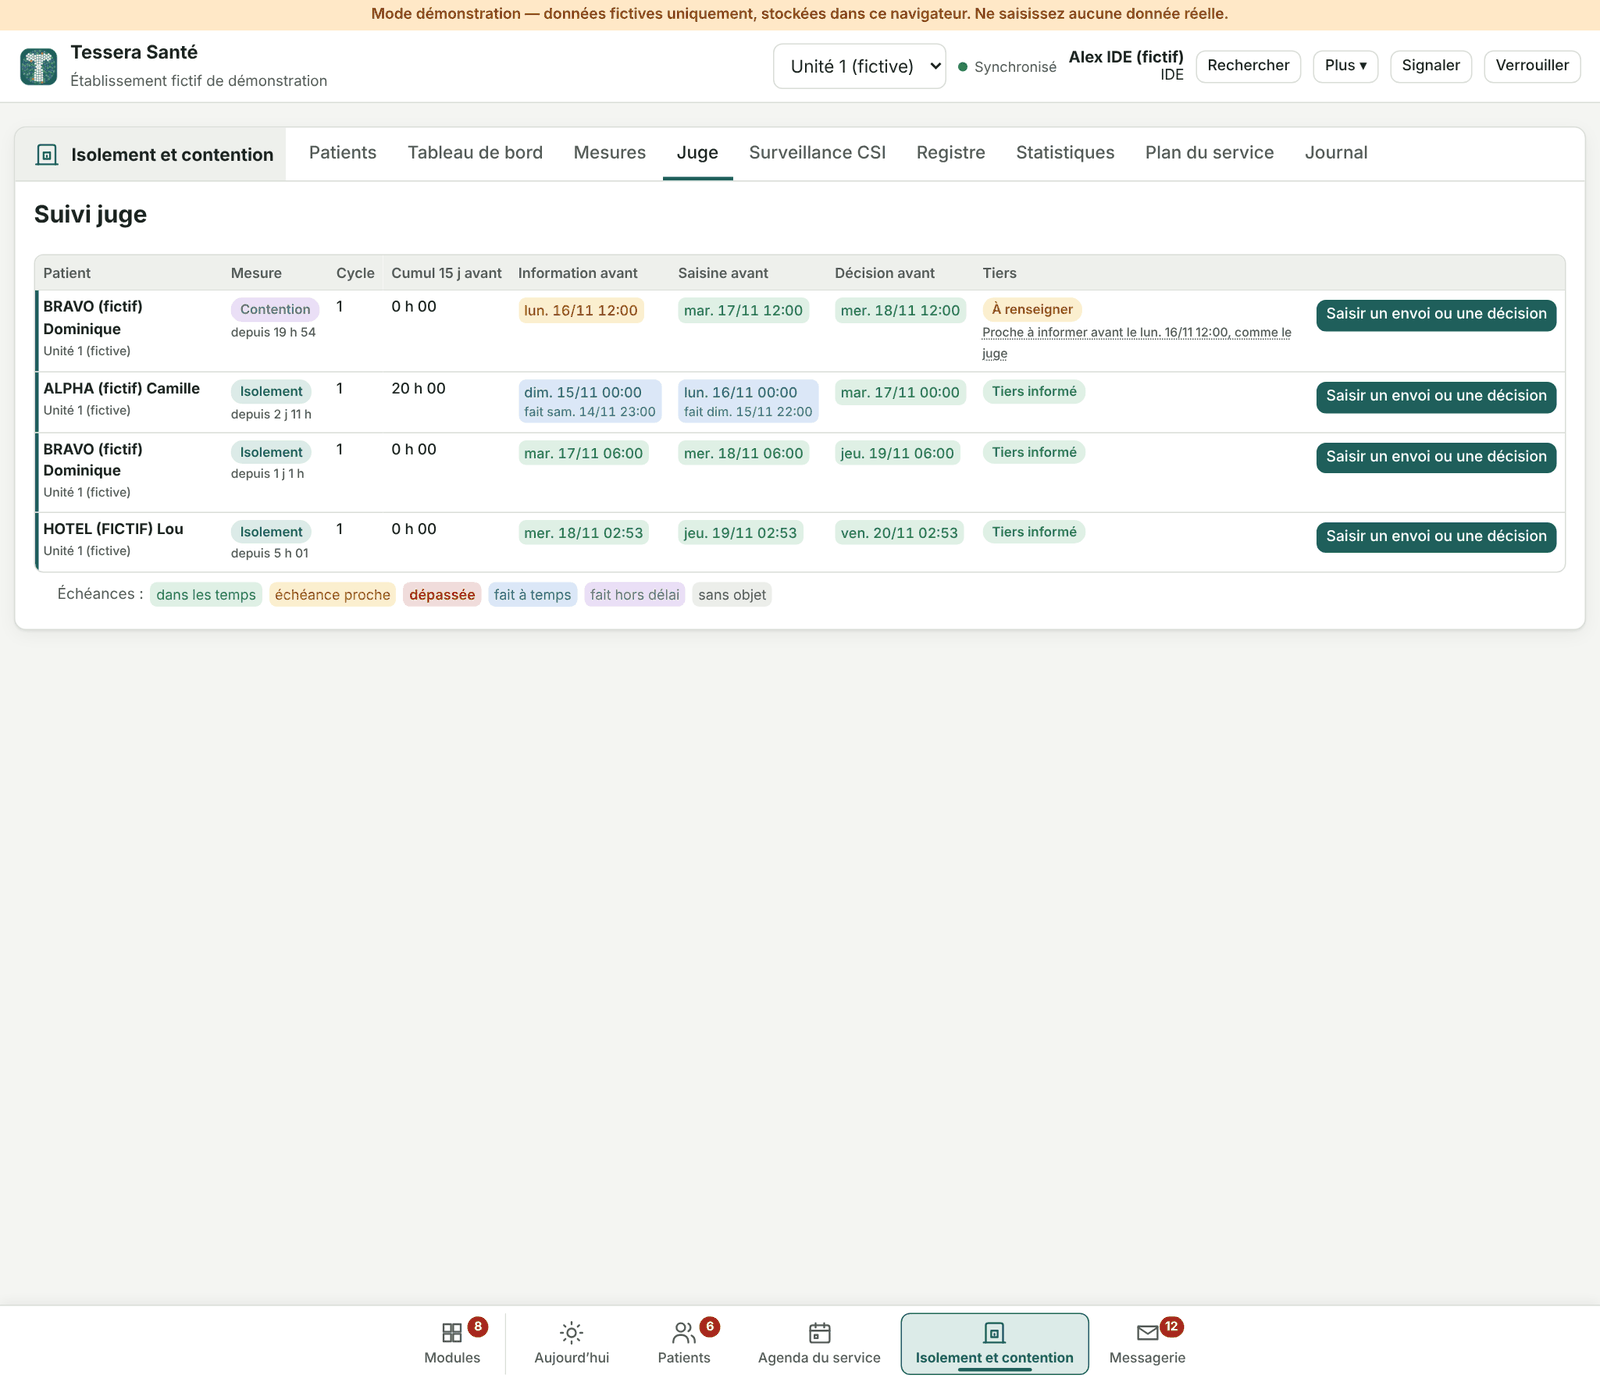 Mode démonstration — données fictives uniquement, stockées dans ce navigateur. Ne saisissez aucune donnée réelle.
Tessera Santé
Établissement fictif de démonstration
Unité 1 (fictive)
Synchronisé
Alex IDE (fictif)
IDE
Rechercher
Plus ▾
Signaler
Verrouiller
Isolement et contention
Patients
Tableau de bord
Mesures
Juge
Surveillance CSI
Registre
Statistiques
Plan du service
Journal
Suivi juge
Patient Mesure Cycle Cumul 15 j avant Information avant Saisine avant Décision avant Tiers
BRAVO (fictif) Contention 1 0 h 00 lun. 16/11 12:00 mar. 17/11 12:00 mer. 18/11 12:00 À renseigner Saisir un envoi ou une décision
Dominique depuis 19 h 54 Proche à informer avant le lun. 16/11 12:00, comme le
Unité 1 (fictive) juge
ALPHA (fictif) Camille Isolement 1 20 h 00 dim. 15/11 00:00 lun. 16/11 00:00 mar. 17/11 00:00 Tiers informé Saisir un envoi ou une décision
Unité 1 (fictive) depuis 2 j 11 h fait sam. 14/11 23:00 fait dim. 15/11 22:00
BRAVO (fictif) Isolement 1 0 h 00 mar. 17/11 06:00 mer. 18/11 06:00 jeu. 19/11 06:00 Tiers informé Saisir un envoi ou une décision
Dominique depuis 1 j 1 h
Unité 1 (fictive)
HOTEL (FICTIF) Lou Isolement 1 0 h 00 mer. 18/11 02:53 jeu. 19/11 02:53 ven. 20/11 02:53 Tiers informé Saisir un envoi ou une décision
Unité 1 (fictive) depuis 5 h 01
Échéances : dans les temps échéance proche dépassée fait à temps fait hors délai sans objet
8
Modules
Aujourd’hui
6
Patients
Agenda du service
Isolement et contention
12
Messagerie